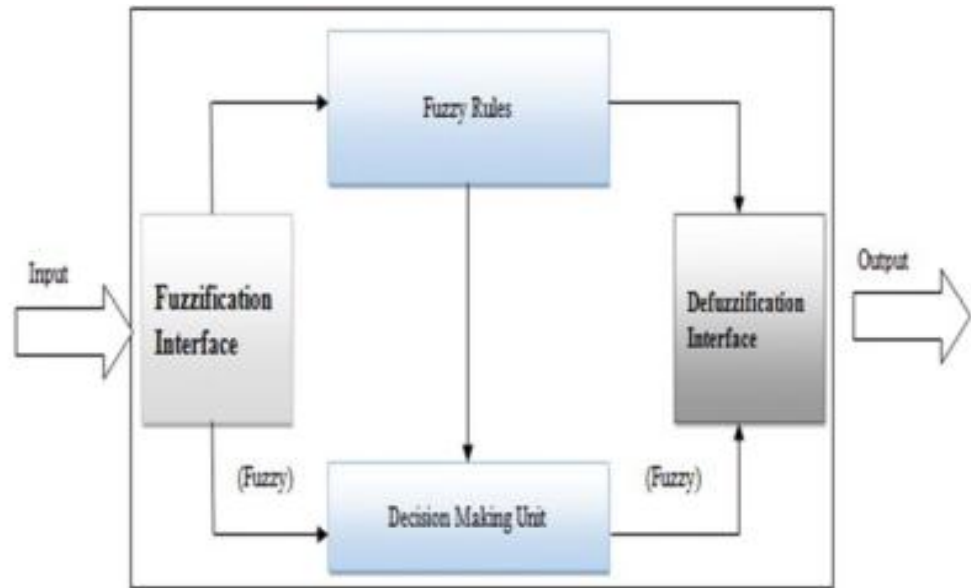 Fuzzy Rules
Input
Fuzzification
Interface
Defuzzification
Interface
Output
(Fuzzy)
(Fuzzy)
Decision Making Unit